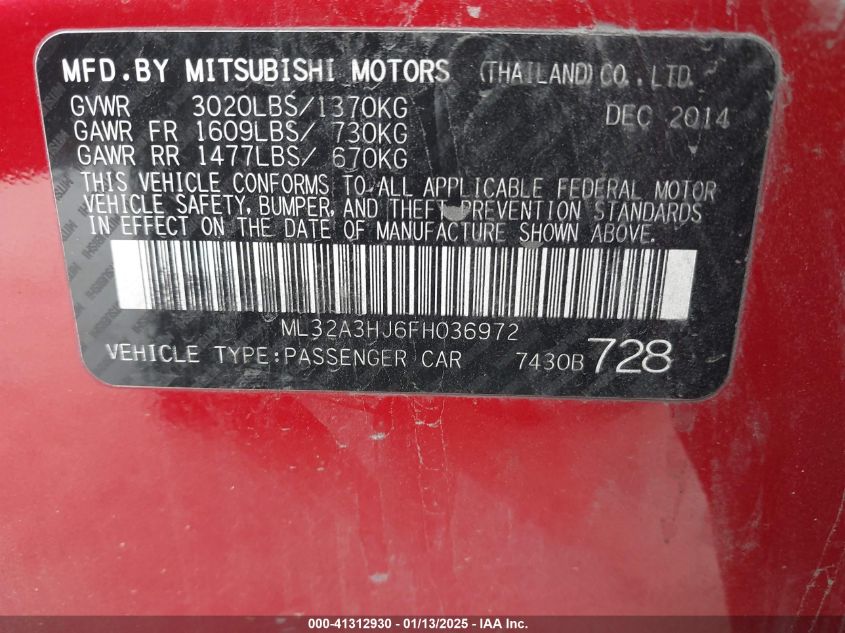 MFD.BY MITSUBISHI MOTORS (THAILAND)CO.,LTD.
GVWR 3020LBS/1370KG DEC 2014
GAWR FR 1609LBS/ 730KG
GAWR RR 1477LBS/ 670KG
THIS VEHICLE CONFORMS TO ALL APPLICABLE FEDERAL MOTOR
VEHICLE SAFETY, BUMPER, AND THEFT PREVENTION STANDARDS
IN EFFECT ON THE DATE OF MANUFACTURE SHOWN ABOVE.
ML32A3HJ6FH036972
VEHICLE TYPE:PASSENGER CAR 7430B 728
000-41312930 - 01/13/2025 - IAA Inc.